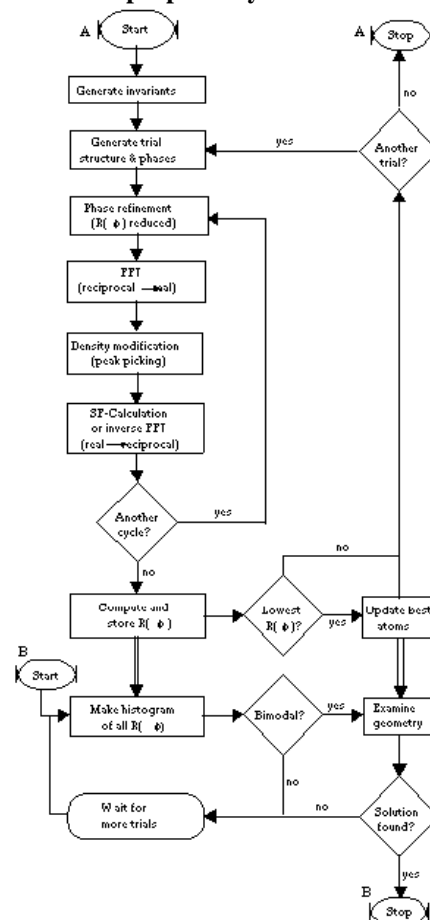 A
Start
A
Stop
Generate invariants
no
Generate trial
structure & phases
yes
Another
trial?
Phase refinement
(R( ϕ) reduced)
FFT
(reciprocal → real)
Density modification
(peak picking)
SF-Calculation
or inverse FFT
(real → reciprocal)
Another
cycle?
yes
no
no
Compute and
store R( ϕ)
Lowest
R( ϕ)?
yes
Update best
atoms
B
Start
Make histogram
of all R( ϕ)
Bimodal?
yes
Examine
geometry
no
Wait for
more trials
no
Solution
found?
yes
B
Stop